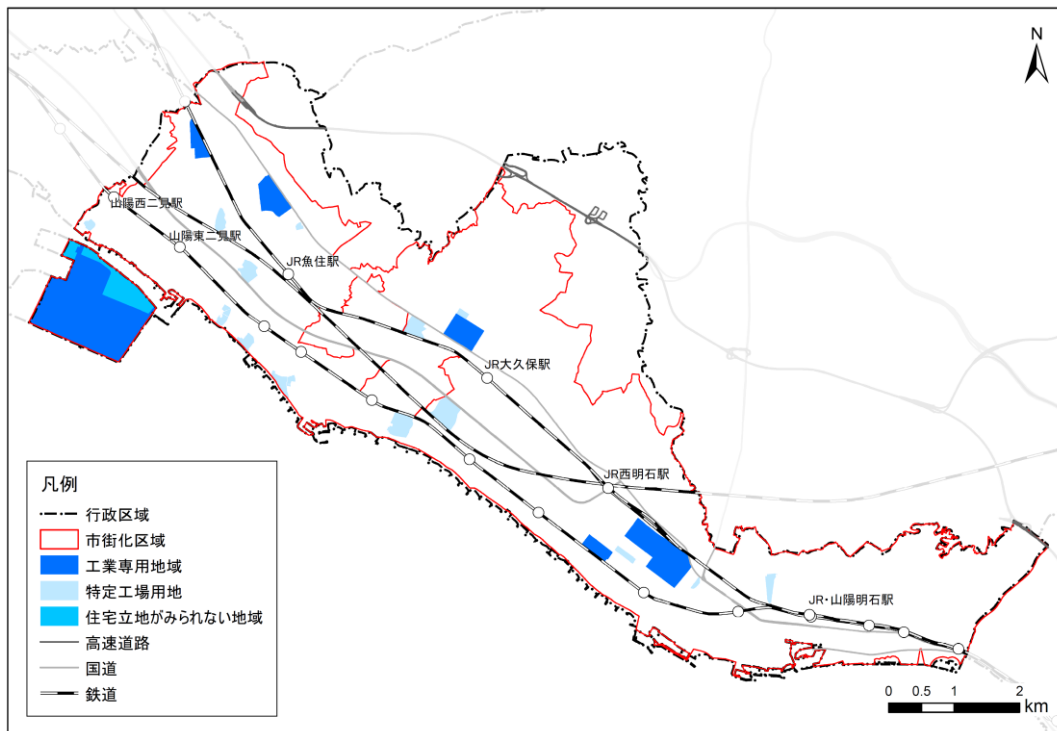 N
山陽西二見駅
山陽東二見駅
JR魚住駅
JR大久保駅
JR西明石駅
JR・山陽明石駅
凡例
行政区域
市街化区域
工業専用地域
特定工場用地
住宅立地がみられない地域
高速道路
国道
鉄道
0 0.5 1 2
km